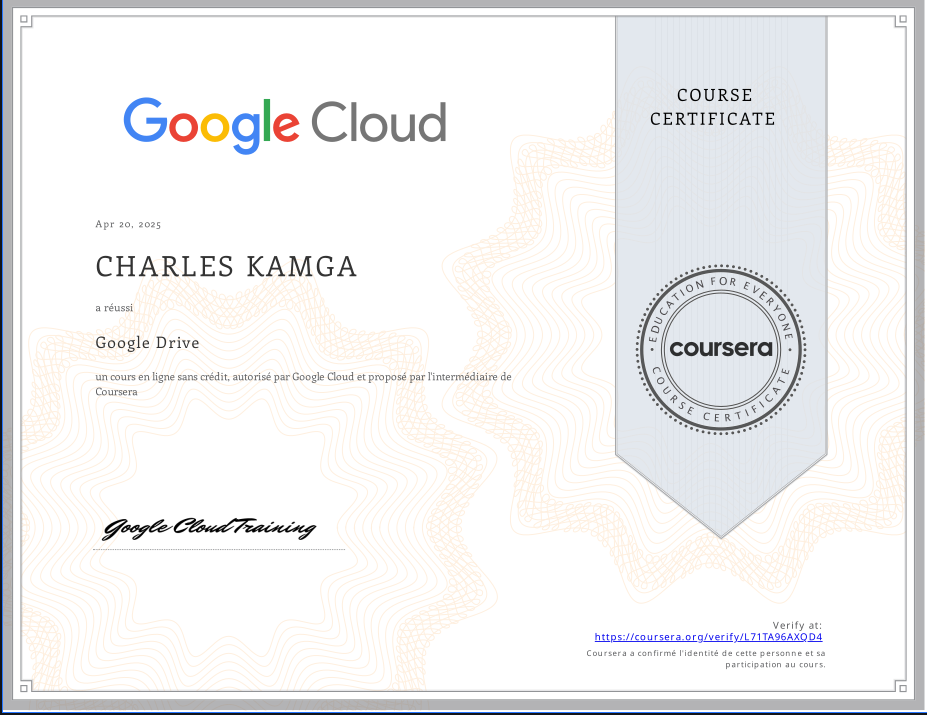 Google Cloud
COURSE
CERTIFICATE
Apr 20, 2025
CHARLES KAMGA
a réussi
Google Drive
un cours en ligne sans crédit, autorisé par Google Cloud et proposé par l'intermédiaire de
Coursera
EDUCATION FOR EVERYONE
coursera
COURSE CERTIFICATE
Google Cloud Training
Verify at:
https://coursera.org/verify/L71TA96AXQD4
Coursera a confirmé l'identité de cette personne et sa
participation au cours.